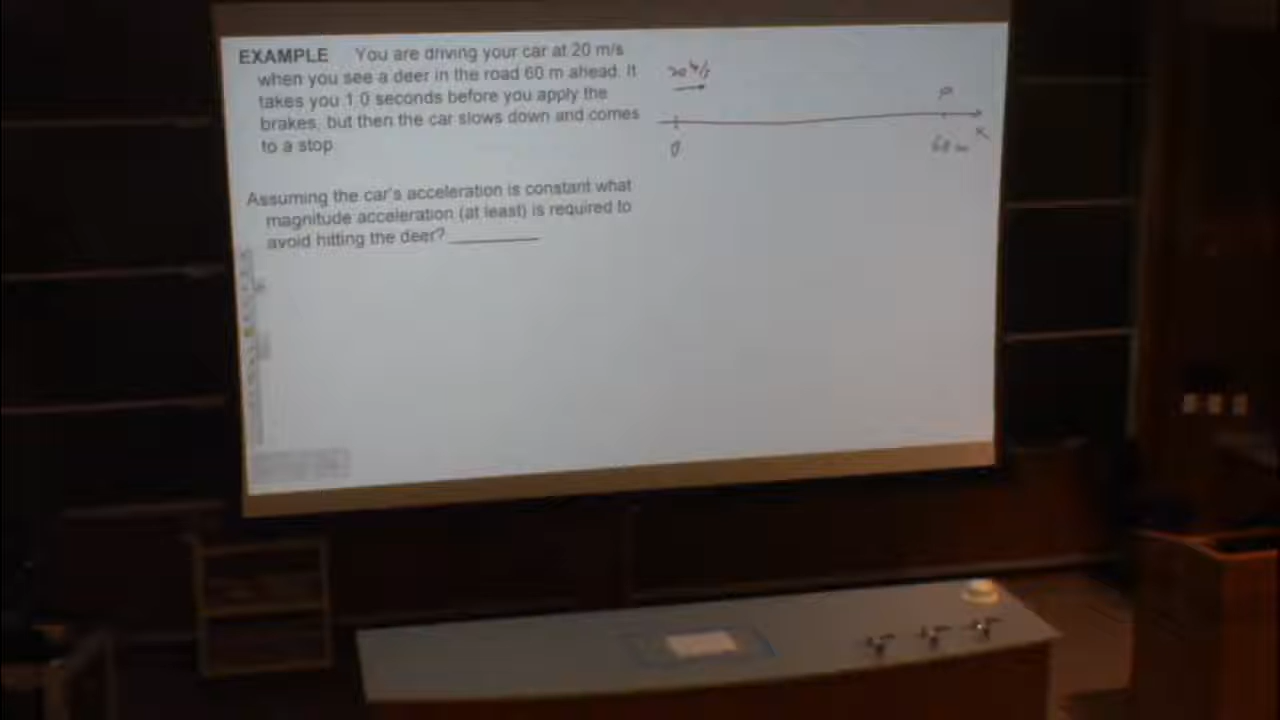 EXAMPLE You are driving your car at 20 m/s
when you see a deer in the road 60 m ahead. It
takes you 1.0 seconds before you apply the
brakes, but then the car slows down and comes
to a stop.
Assuming the car's acceleration is constant what
magnitude acceleration (at least) is required to
avoid hitting the deer? ________
20 m/s
0
60 m
x